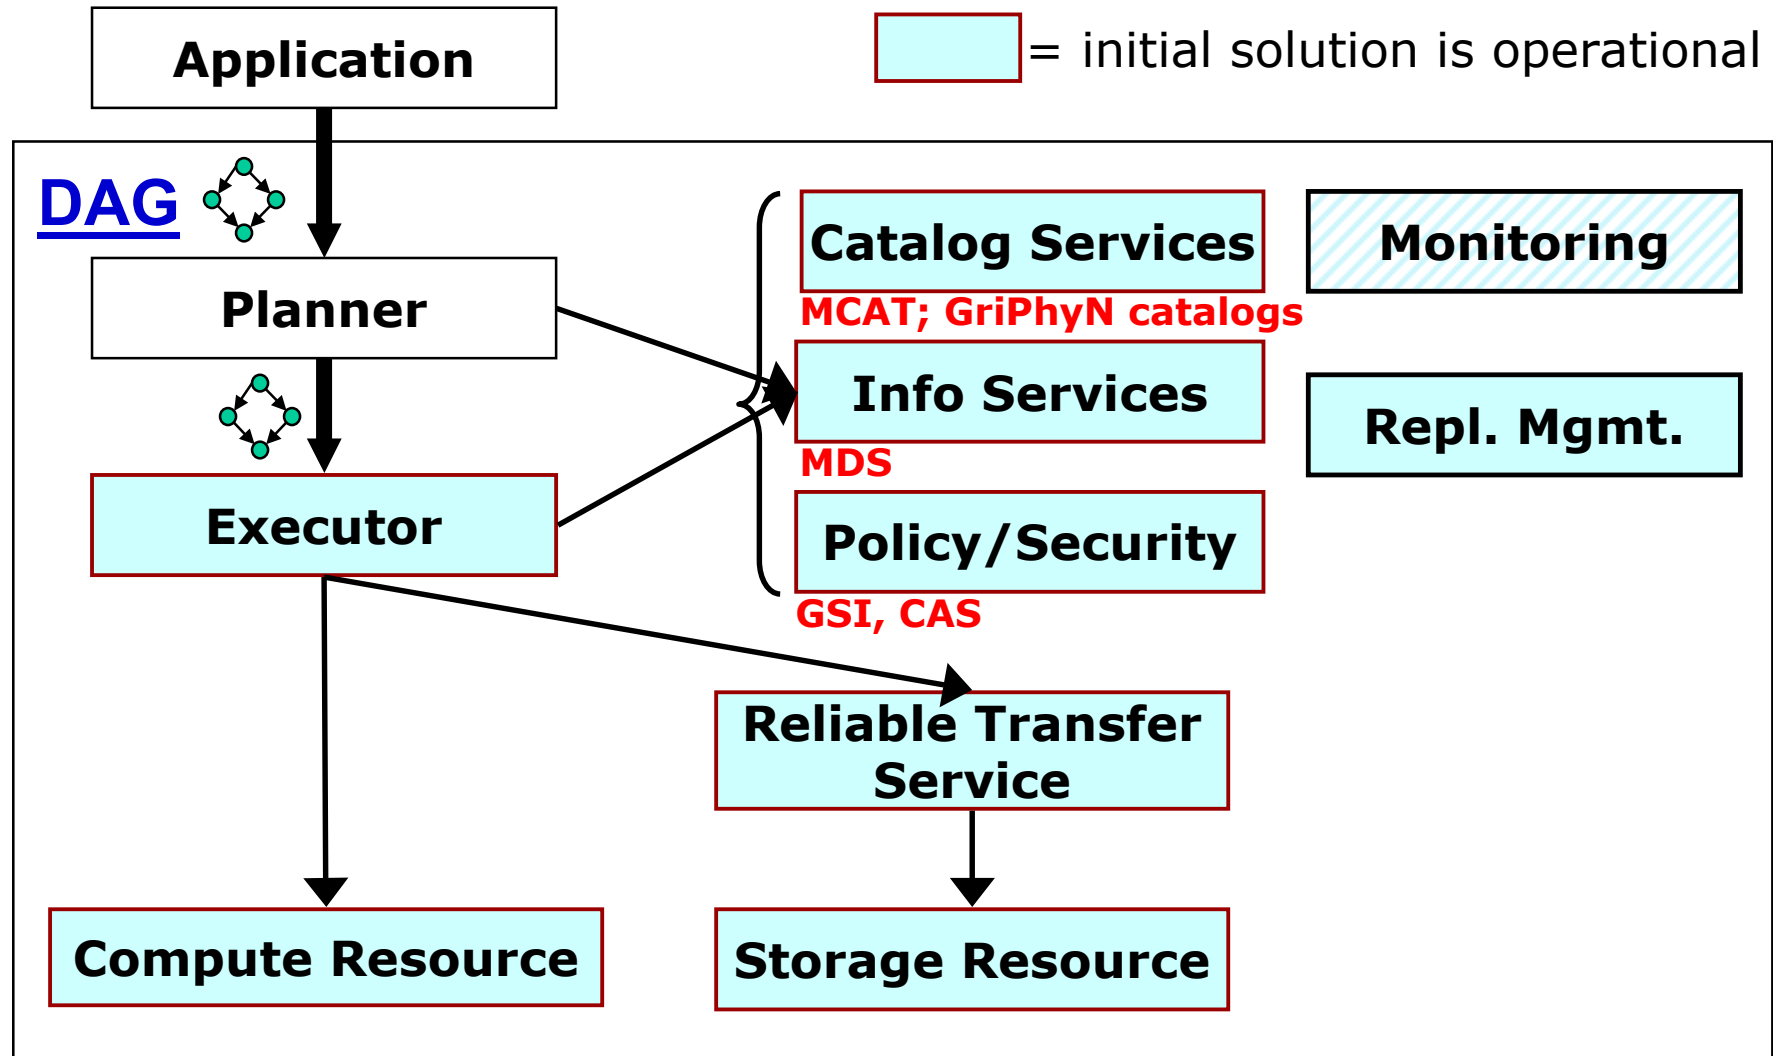 Application
= initial solution is operational
DAG
Catalog Services
Monitoring
MCAT; GriPhyN catalogs
Planner
Info Services
Repl. Mgmt.
MDS
Executor
Policy/Security
GSI, CAS
Reliable Transfer
Service
Compute Resource
Storage Resource